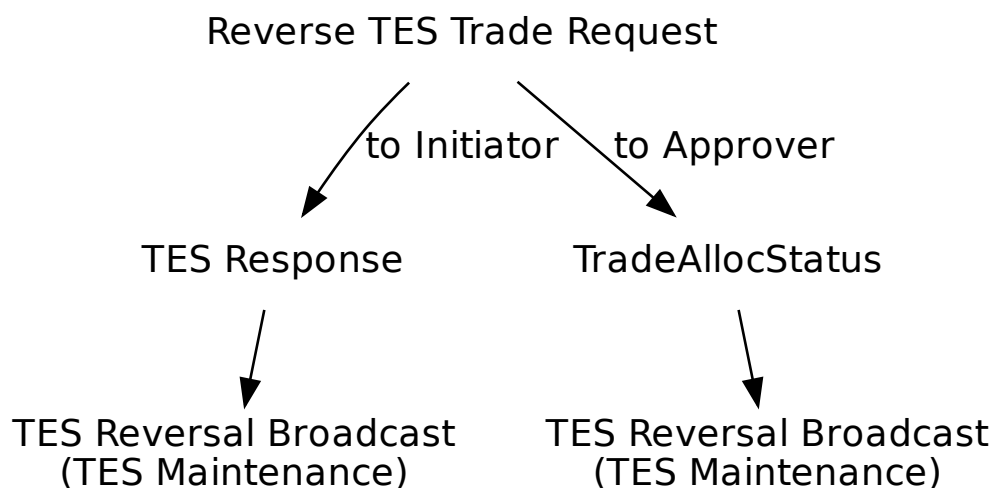 Reverse TES Trade Request
to Initiator
to Approver
TES Response
TradeAllocStatus
TES Reversal Broadcast
(TES Maintenance)
TES Reversal Broadcast
(TES Maintenance)